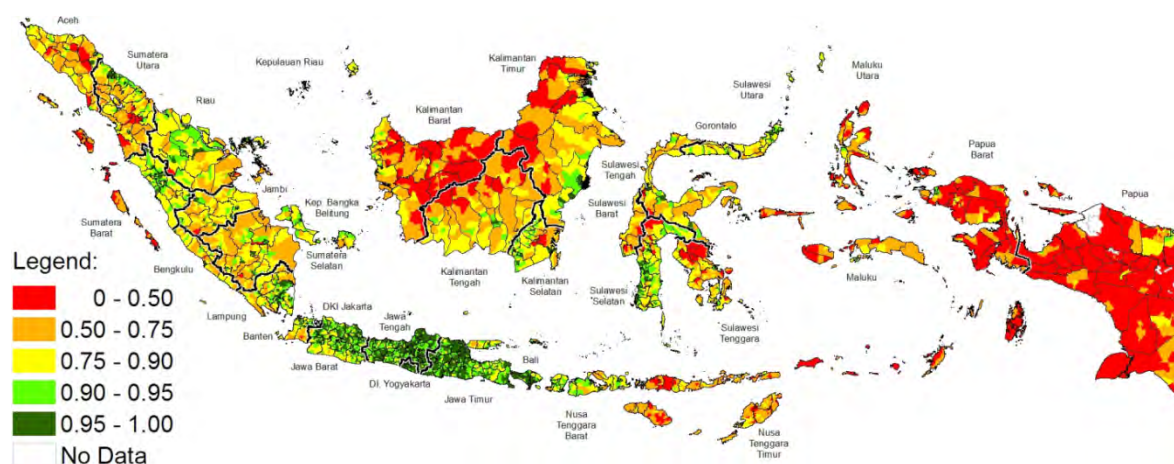 Aceh
Sumatera
Utara
Kepulauan Riau
Riau
Kalimantan
Timur
Kalimantan
Barat
Sulawesi
Utara
Maluku
Utara
Gorontalo
Papua
Barat
Papua
Sulawesi
Tengah
Jambi
Kep. Bangka
Belitung
Sulawesi
Barat
Sumatera
Barat
Sumatera
Selatan
Bengkulu
Kalimantan
Tengah
Kalimantan
Selatan
Maluku
Sulawesi
Selatan
Lampung
DKI Jakarta
Jawa
Tengah
Sulawesi
Tenggara
Banten
Jawa Barat
Bali
DI. Yogyakarta
Jawa Timur
Nusa
Tenggara
Barat
Nusa
Tenggara
Timur
Legend:
0 - 0.50
0.50 - 0.75
0.75 - 0.90
0.90 - 0.95
0.95 - 1.00
No Data